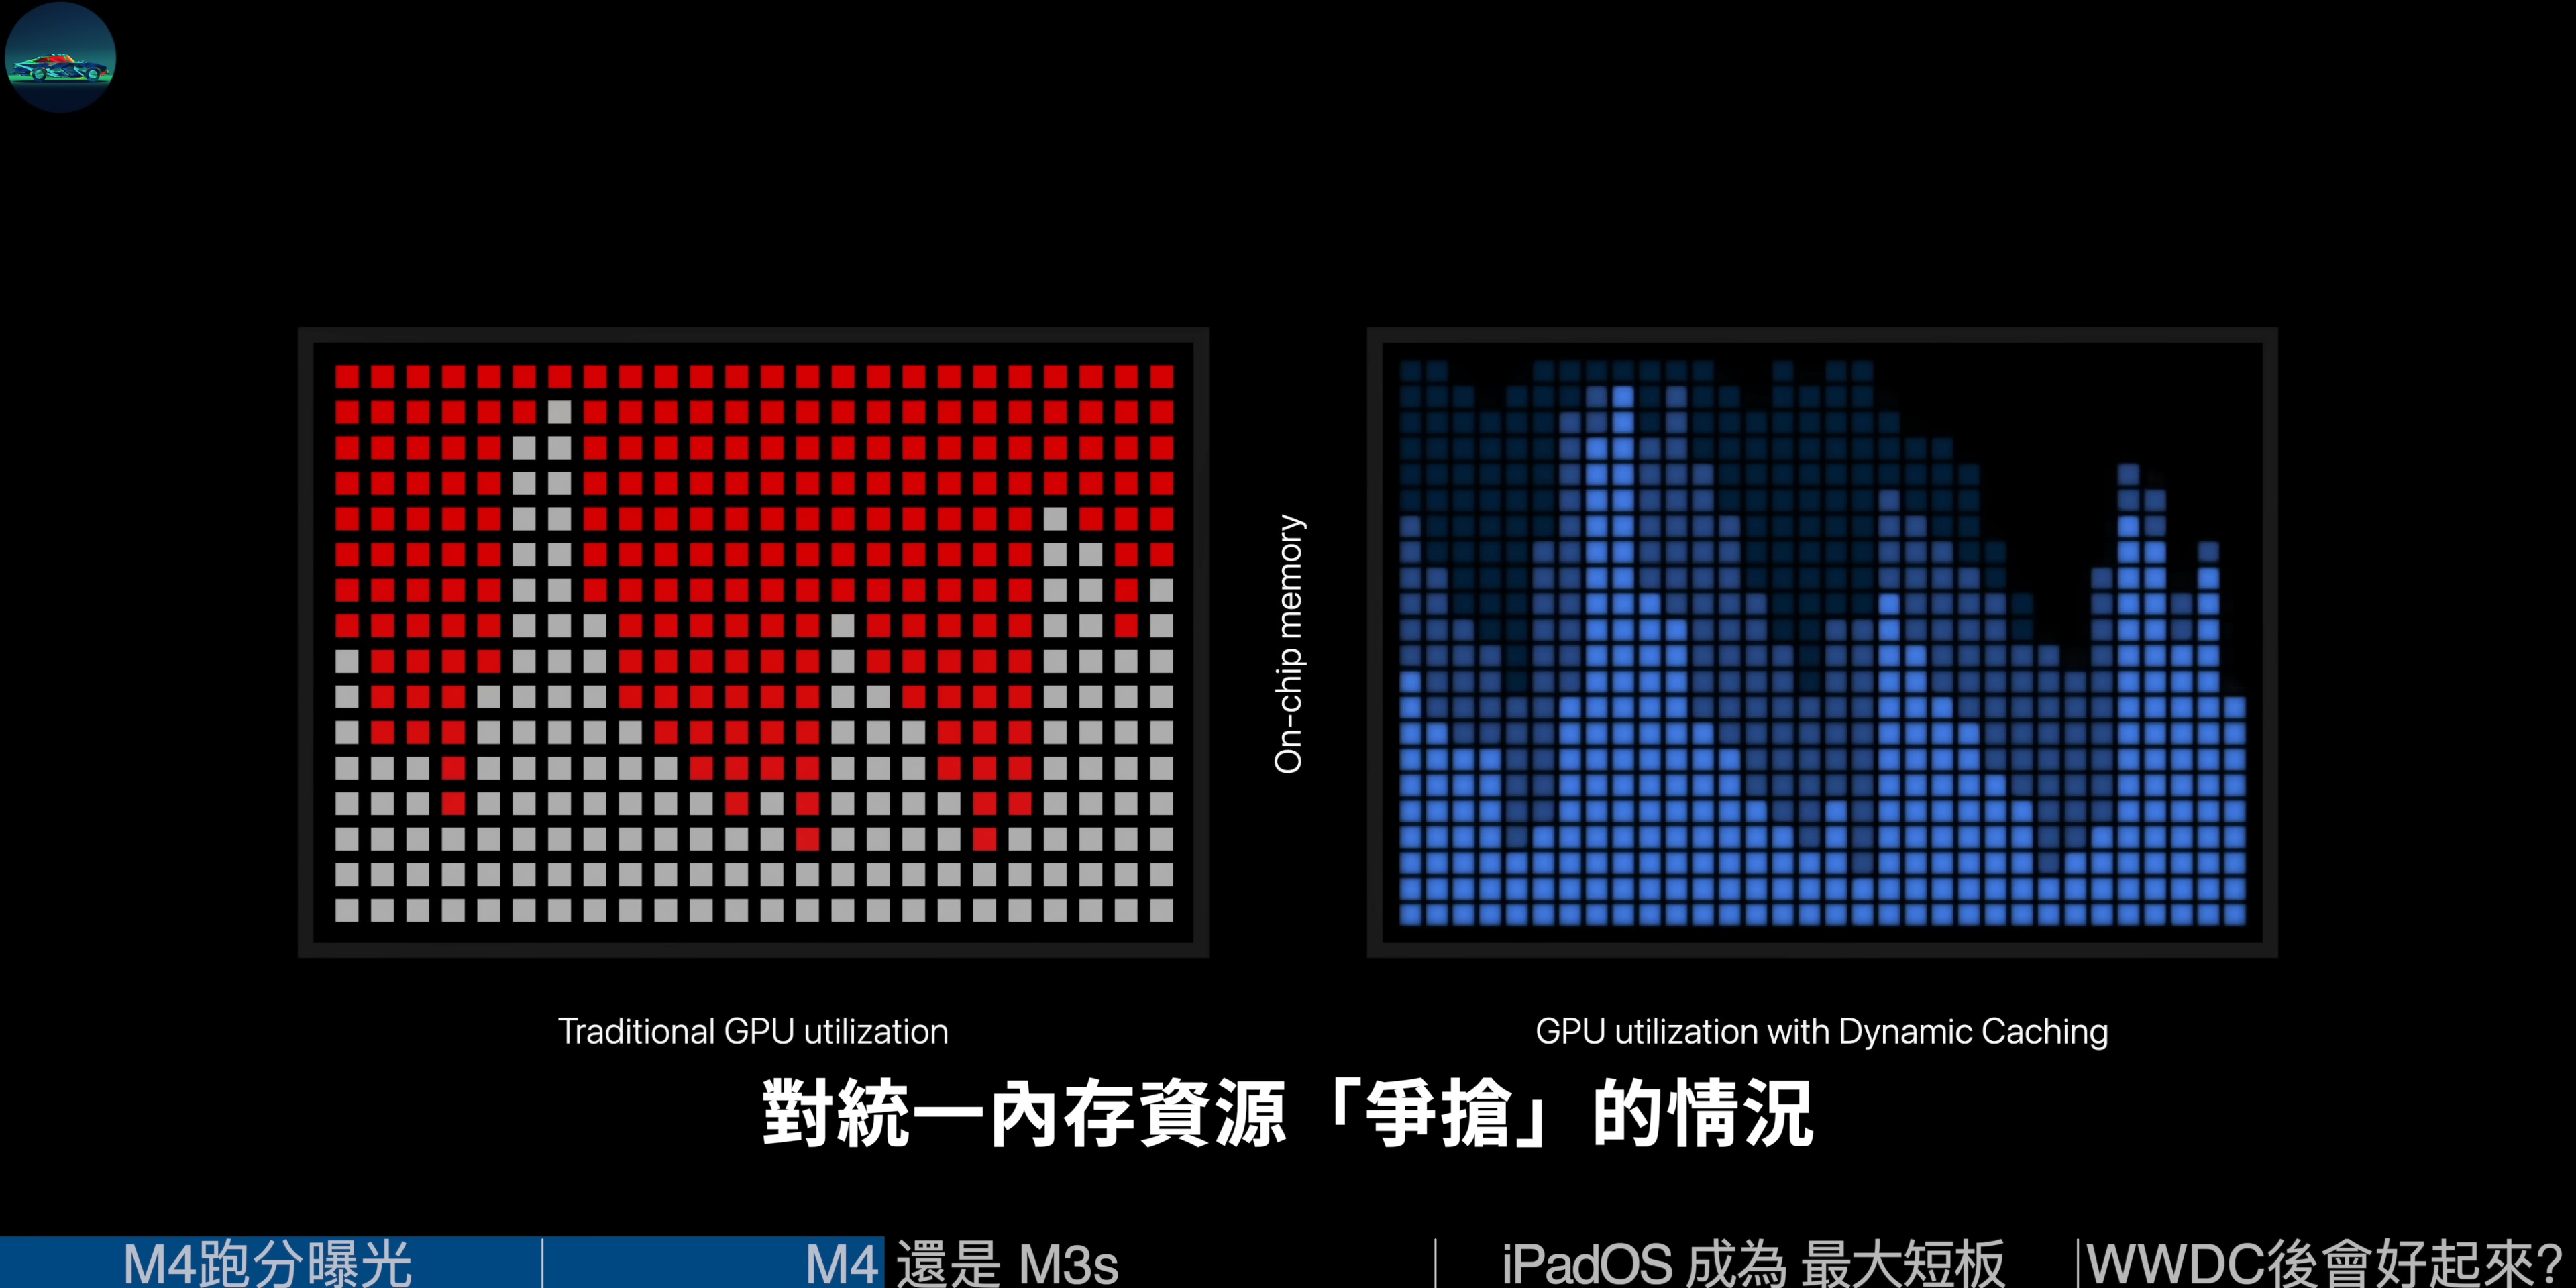 On-chip memory
Traditional GPU utilization
GPU utilization with Dynamic Caching
對統一內存資源「爭搶」的情況
M4跑分曝光
M4 還是 M3s
iPadOS 成為 最大短板
WWDC後會好起來?